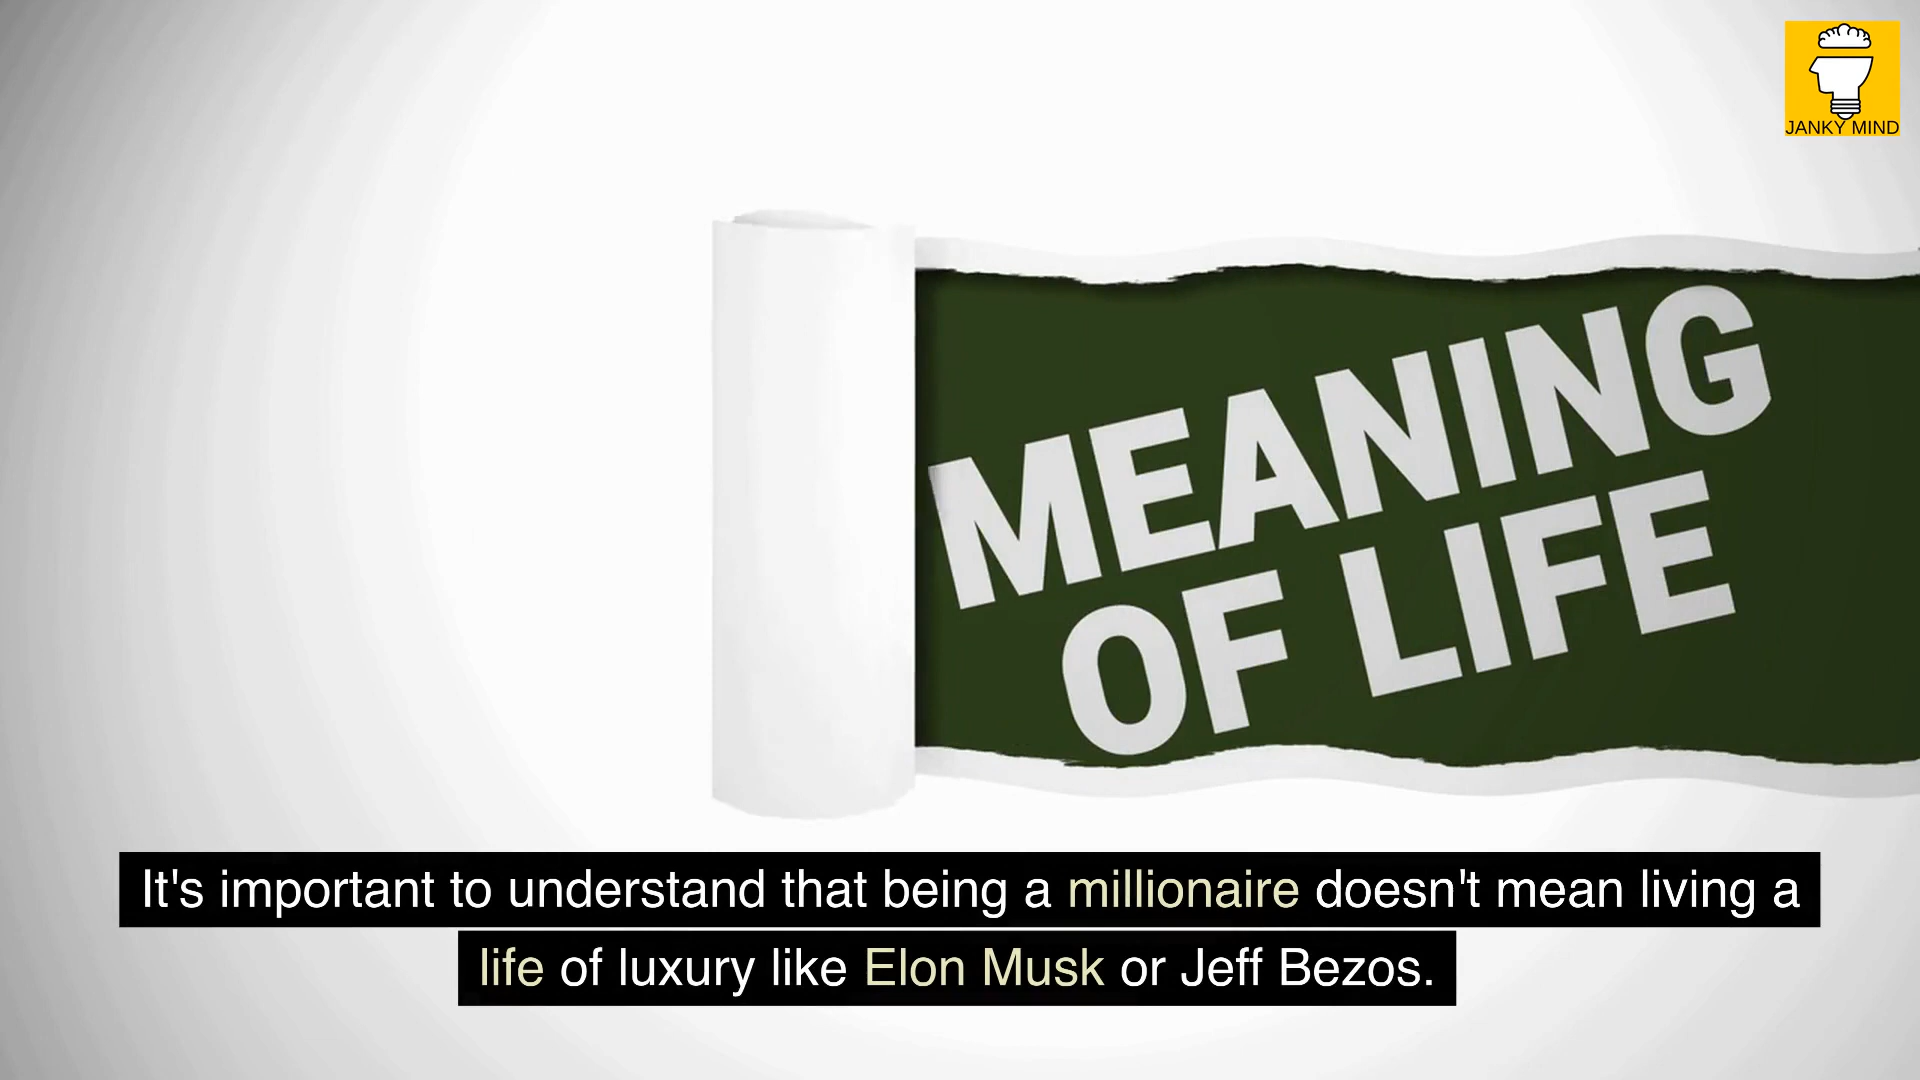 JANKY MIND
MEANING
OF LIFE
It's important to understand that being a millionaire doesn't mean living a
life of luxury like Elon Musk or Jeff Bezos.